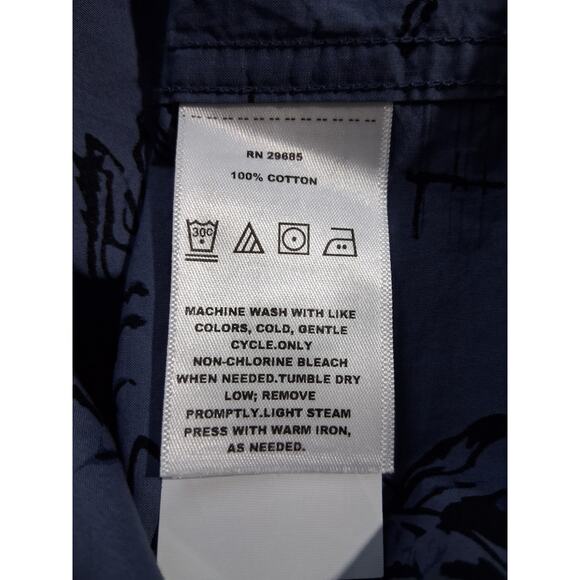 RN 29685
100% COTTON
30C
MACHINE WASH WITH LIKE
COLORS, COLD, GENTLE
CYCLE.ONLY
NON-CHLORINE BLEACH
WHEN NEEDED.TUMBLE DRY
LOW; REMOVE
PROMPTLY.LIGHT STEAM
PRESS WITH WARM IRON,
AS NEEDED.